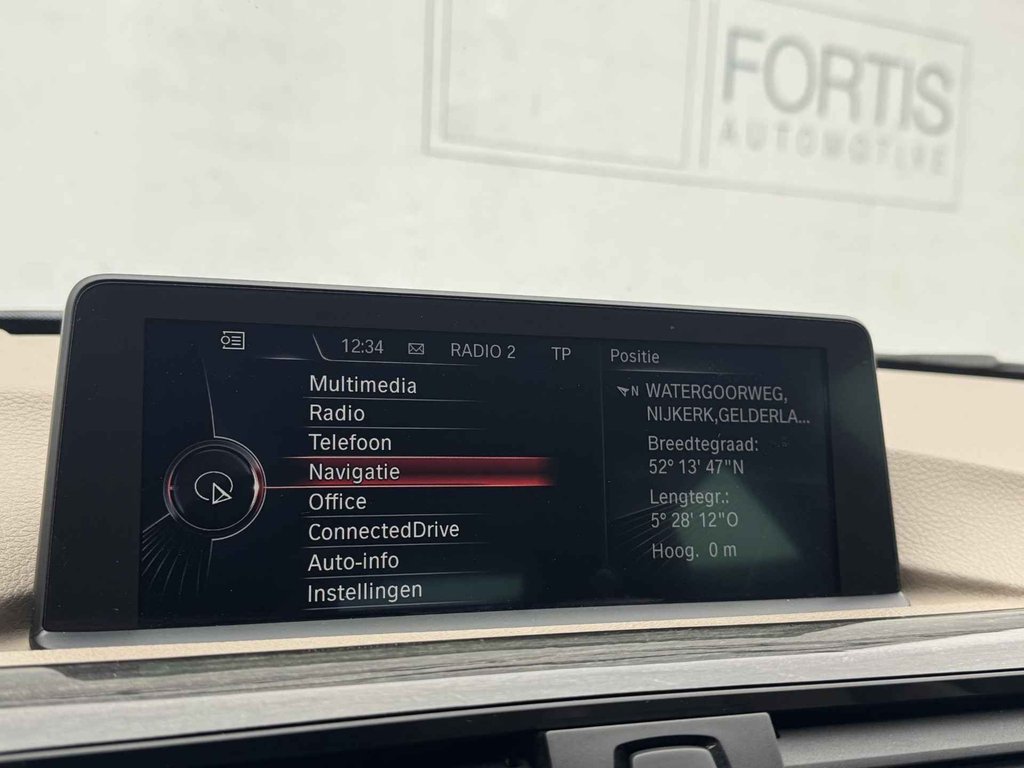 FORTIS
AUTOMOTIVE
12:34 RADIO 2 TP
Multimedia
Radio
Telefoon
Navigatie
Office
ConnectedDrive
Auto-info
Instellingen
Positie
N WATERGOORWEG,
NIJKERK,GELDERLA...
Breedtegraad:
52° 13' 47"N
Lengtegr.:
5° 28' 12"O
Hoog. 0 m